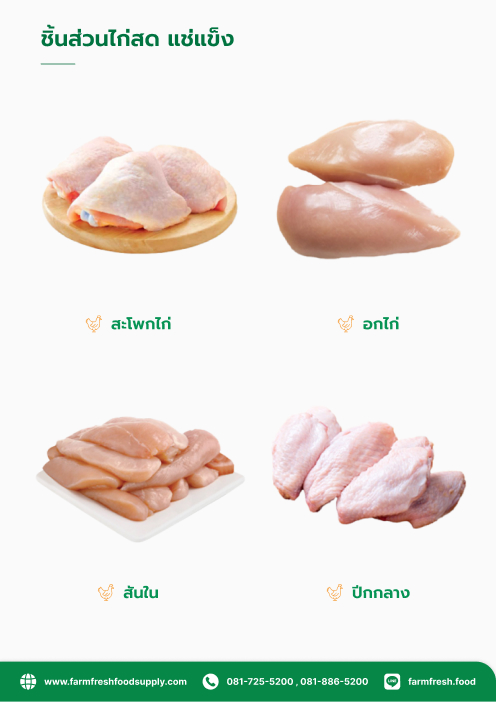 ชิ้นส่วนไก่สด แช่แข็ง
สะโพกไก่
อกไก่
สันใน
ปีกกลาง
www.farmfreshfoodsupply.com
081-725-5200 , 081-886-5200
LINE
farmfresh.food